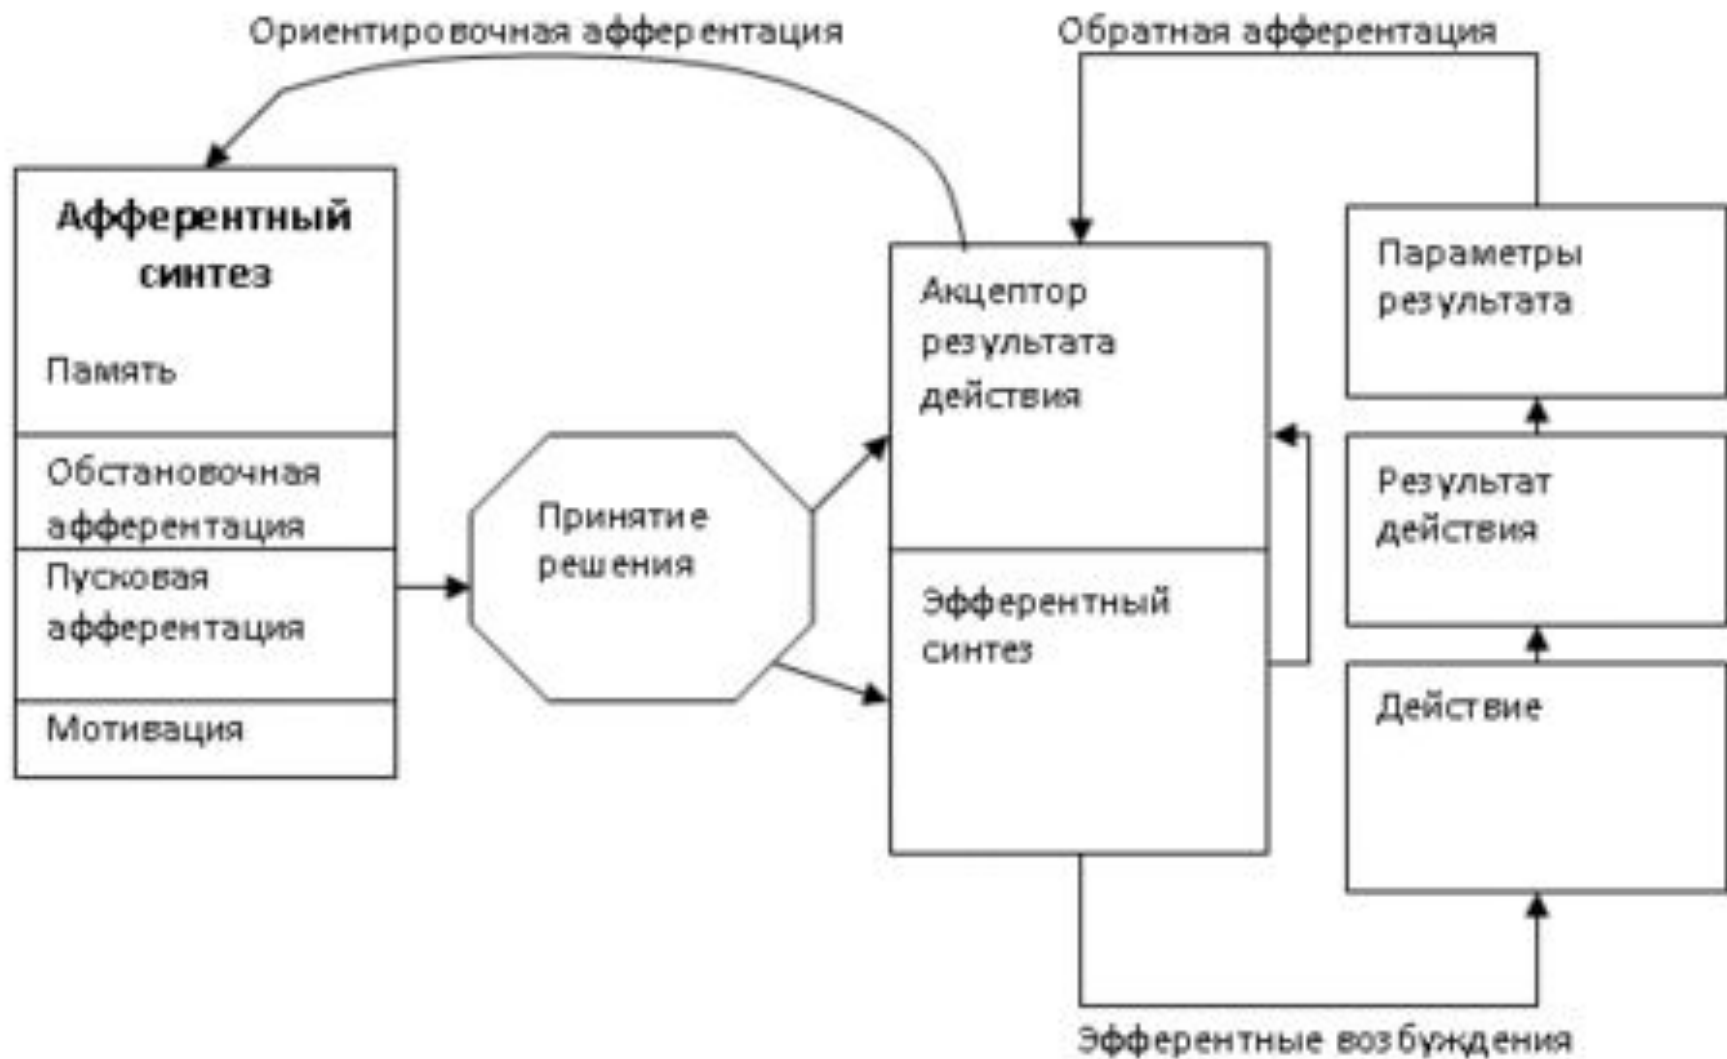 Ориентировочная афферентация
Обратная афферентация
Афферентный
синтез
Память
Обстановочная
афферентация
Пусковая
афферентация
Мотивация
Принятие
решения
Акцептор
результата
действия
Эфферентный
синтез
Параметры
результата
Результат
действия
Действие
Эфферентные возбуждения